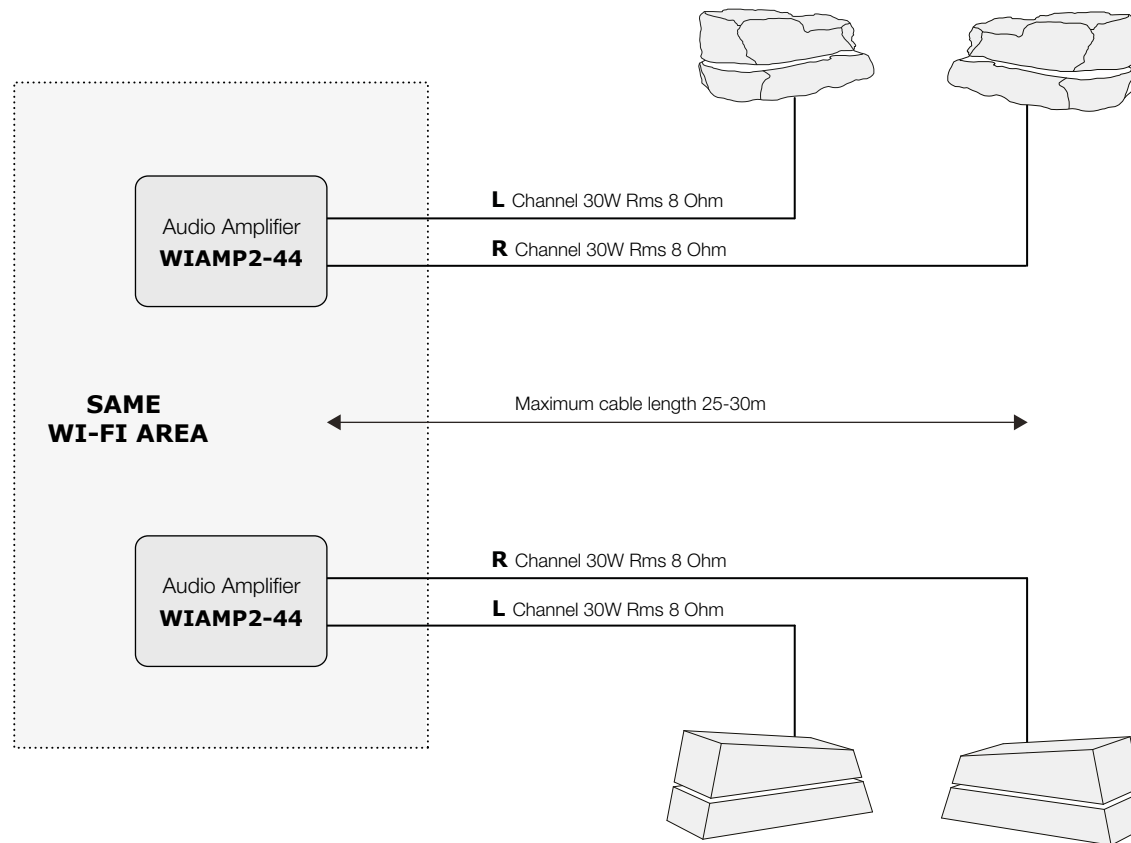 L Channel 30W Rms 8 Ohm
Audio Amplifier
WIAMP2-44
R Channel 30W Rms 8 Ohm
SAME
WI-FI AREA
Maximum cable length 25-30m
R Channel 30W Rms 8 Ohm
Audio Amplifier
WIAMP2-44
L Channel 30W Rms 8 Ohm